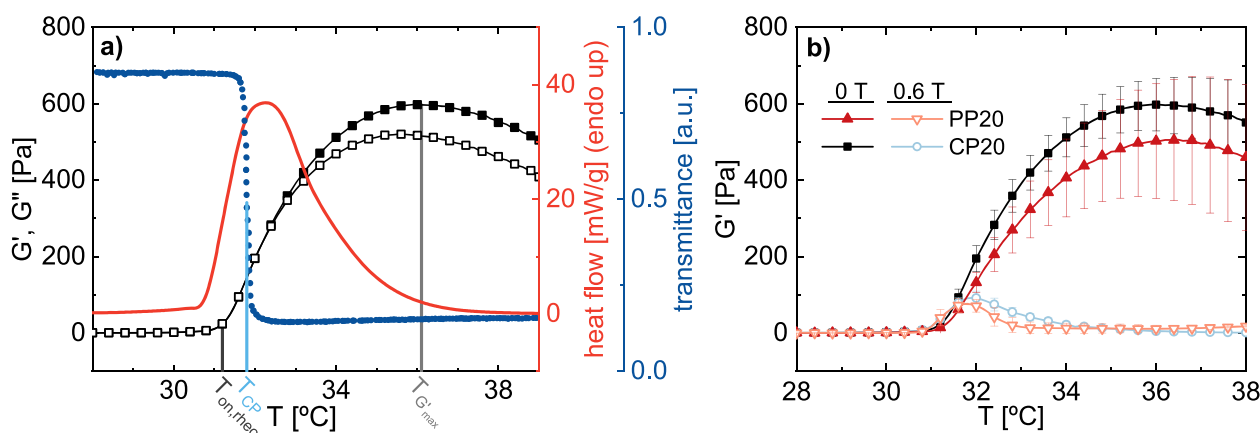 a)
800
600
400
200
0
G', G" [Pa]
30
34
38
T [ºC]
T on,rheo
T CP
T G'max
40
20
0
heat flow [mW/g] (endo up)
1.0
0.5
0.0
transmittance [a.u.]
b)
800
600
400
200
0
G' [Pa]
0 T 0.6 T
PP20
CP20
28 30 32 34 36 38
T [ºC]